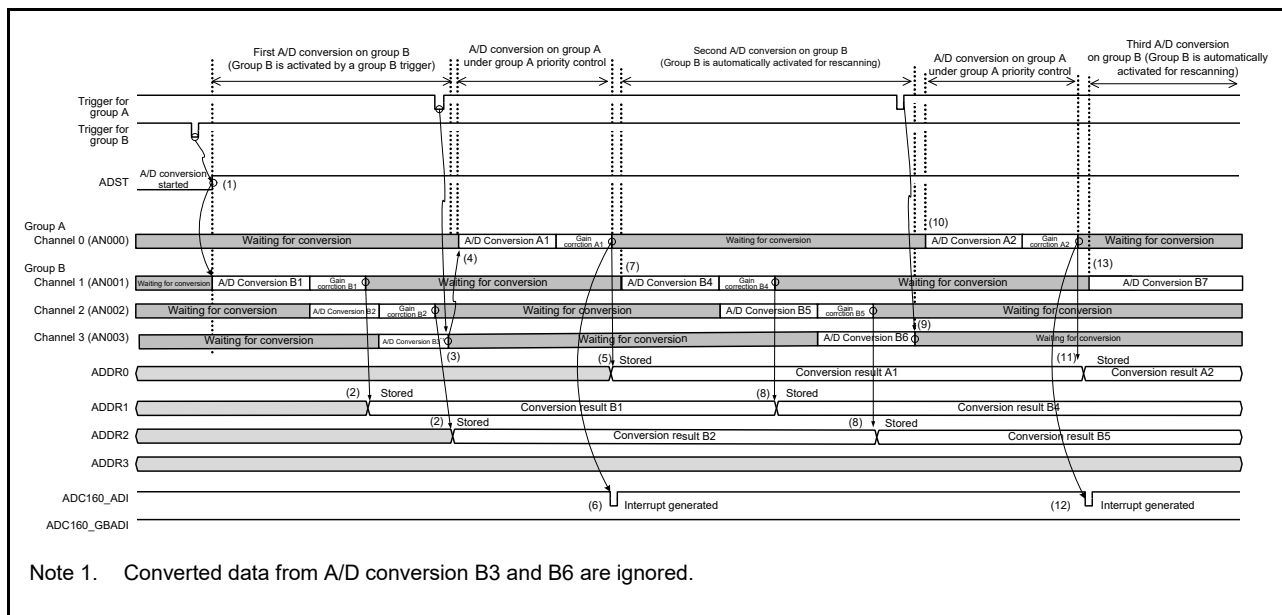 First A/D conversion on group B
(Group B is activated by a group B trigger)
A/D conversion on group A
under group A priority control
Second A/D conversion on group B
(Group B is automatically activated for rescanning)
A/D conversion on group A
under group A priority control
Third A/D conversion
on group B (Group B is automatically
activated for rescanning)
Trigger for
group A
Trigger for
group B
ADST
A/D conversion
started
(1)
Group A
Channel 0 (AN000)
Waiting for conversion
A/D Conversion A1
Gain
corrction A1
Waiting for conversion
(10)
A/D Conversion A2
Gain
corrction A2
Waiting for conversion
(4)
(7)
(13)
Group B
Channel 1 (AN001)
Waiting for conversion
A/D Conversion B1
Gain
corrction B1
Waiting for conversion
A/D Conversion B4
Gain
corrction B4
Waiting for conversion
A/D Conversion B7
Channel 2 (AN002)
Waiting for conversion
A/D Conversion B2
Gain
corrction B2
Waiting for conversion
A/D Conversion B5
Gain
corrction B5
Waiting for conversion
(9)
Channel 3 (AN003)
Waiting for conversion
A/D Conversion B3
(3)
Waiting for conversion
A/D Conversion B6
Waiting for conversion
ADDR0
(5)
Stored
Conversion result A1
(11)
Stored
Conversion result A2
ADDR1
(2)
Stored
Conversion result B1
(8)
Stored
Conversion result B4
ADDR2
(2)
Stored
Conversion result B2
(8)
Stored
Conversion result B5
ADDR3
ADC160_ADI
(6)
Interrupt generated
(12)
Interrupt generated
ADC160_GBADI
Note 1. Converted data from A/D conversion B3 and B6 are ignored.